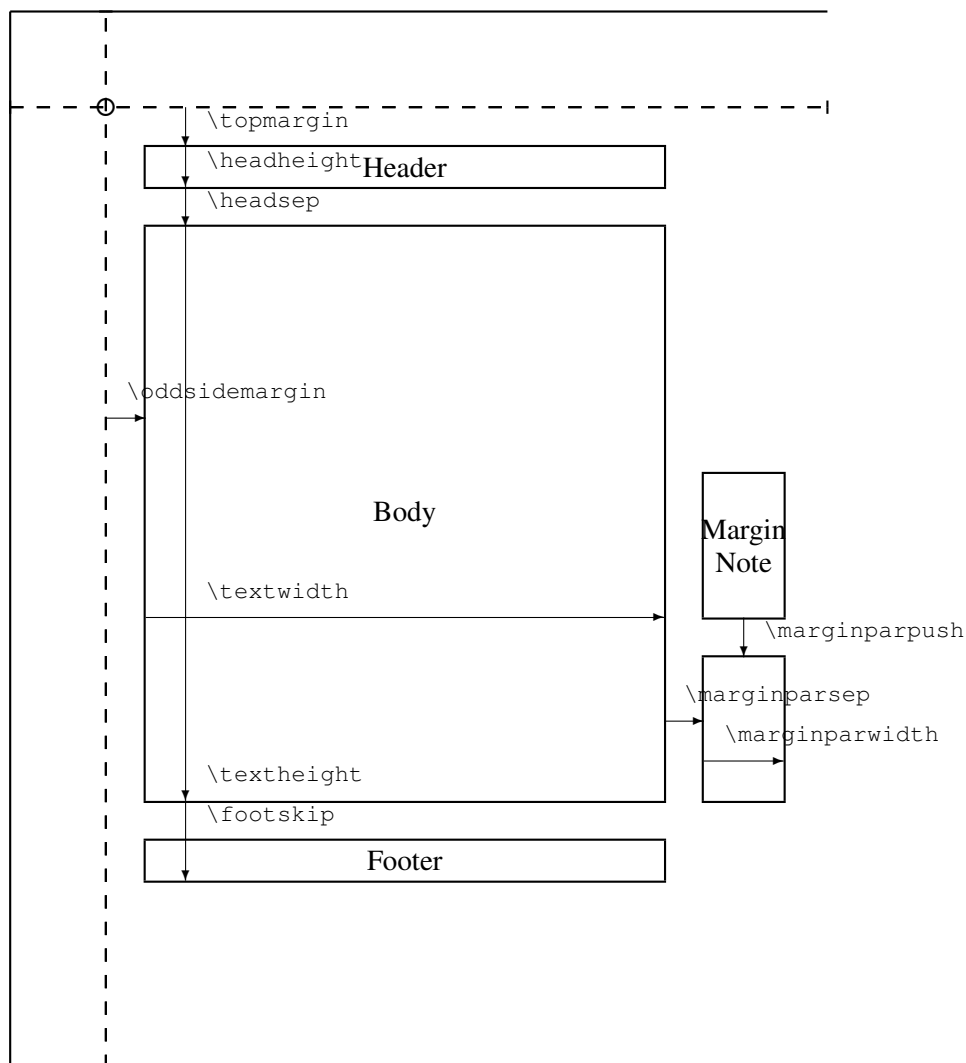 \topmargin
\headheight
Header
\headsep
\oddsidemargin
Body
Margin
Note
\textwidth
\marginparpush
\marginparsep
\marginparwidth
\textheight
\footskip
Footer